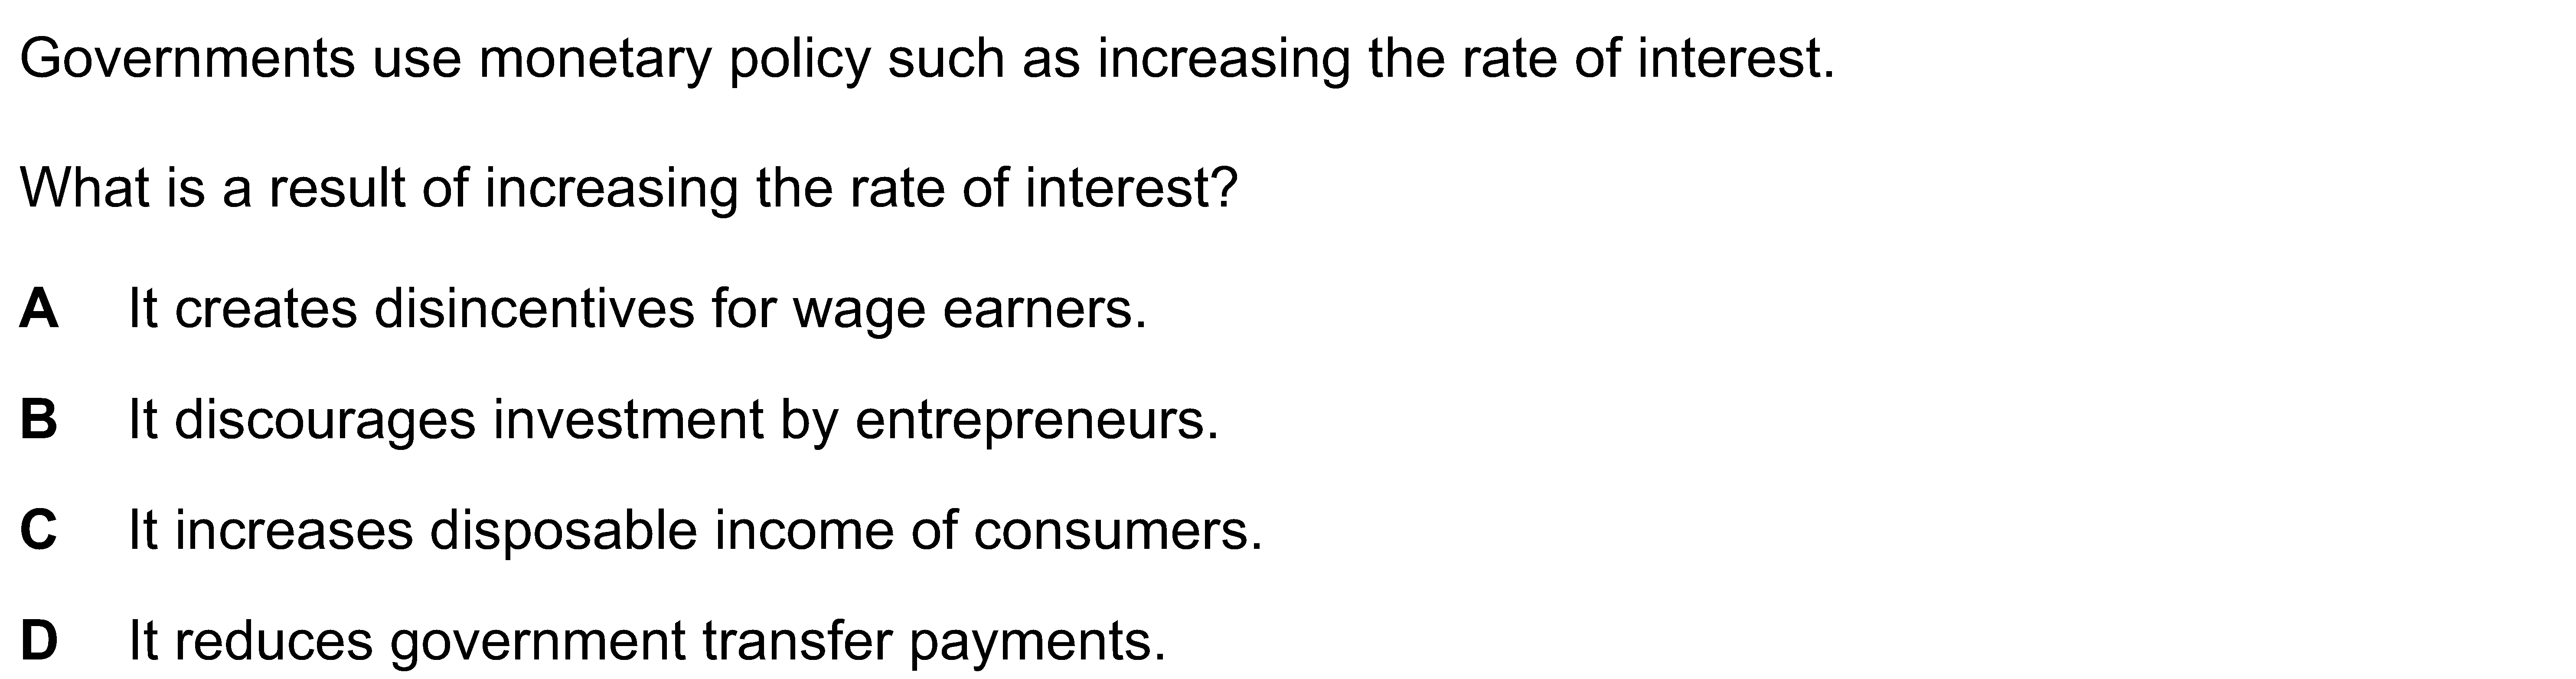 Governments use monetary policy such as increasing the rate of interest.
What is a result of increasing the rate of interest?
A It creates disincentives for wage earners.
B It discourages investment by entrepreneurs.
C It increases disposable income of consumers.
D It reduces government transfer payments.